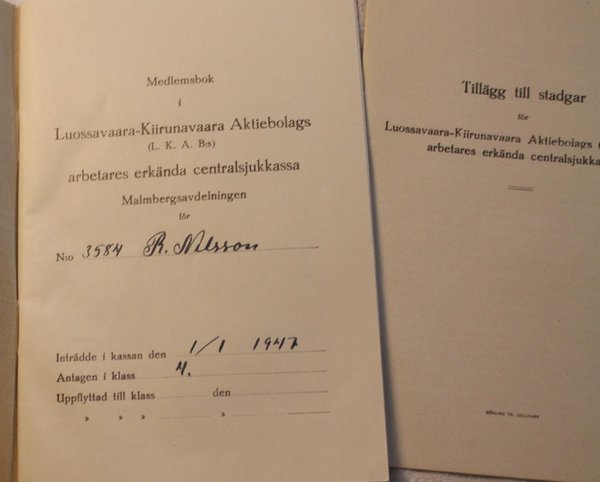 Medlemsbok
i
Luossavaara-Kiirunavaara Aktiebolags
(L. K. A. B:s)
arbetares erkända centralsjukkassa
Malmbergsavdelningen
för
N:o 3584 R. Nilsson
Inträdde i kassan den 1/1 1947
Antagen i klass 4.
Uppflyttad till klass den
» » » »
Tillägg till stadgar
för
Luossavaara-Kiirunavaara Aktiebolags
arbetares erkända centralsjukka